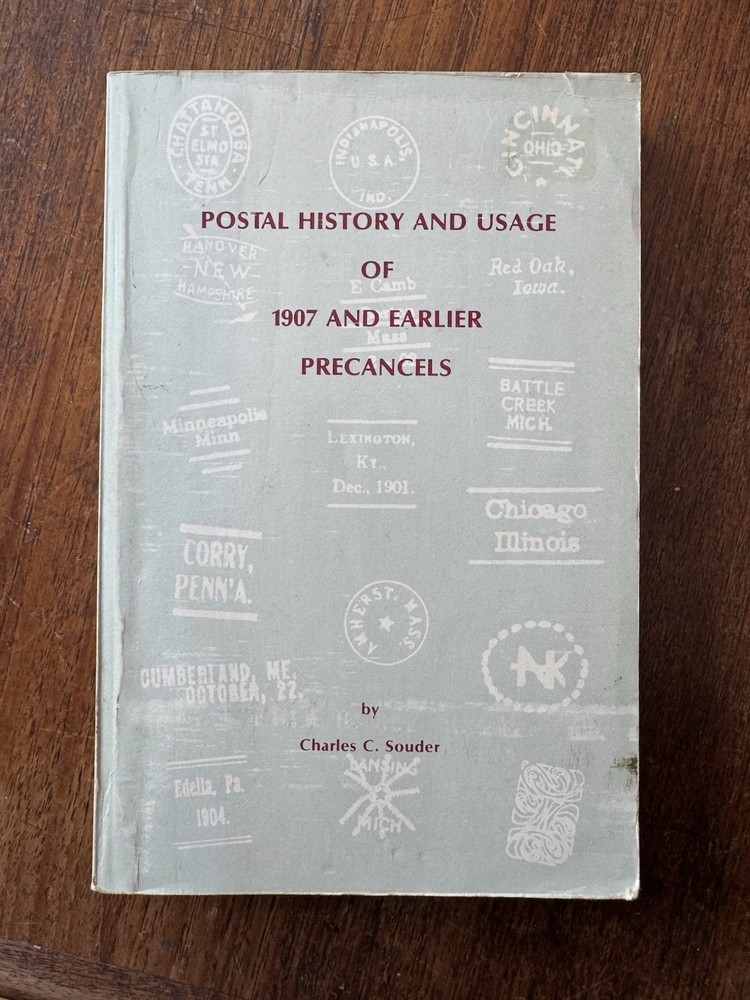 CHATTANOOGA
ST
ELMO
STA
TENN
INDIANAPOLIS,
U.S.A.
IND.
CINCINNATI
OHIO
POSTAL HISTORY AND USAGE
HANOVER
-NEW-
HAMPSHIRE
OF
E Camb
Mass
Red Oak,
Iowa.
1907 AND EARLIER
PRECANCELS
BATTLE
CREEK
MICH.
Minneapolis
Minn
LEXINGTON,
KY.,
Dec., 1901.
Chicago
Illinois
CORRY,
PENN'A.
AMHERST, MASS.
NK
CUMBERLAND, ME.
OCTOBER, 22.
by
Charles C. Souder
LANSING
MICH
Edella, Pa.
1904.